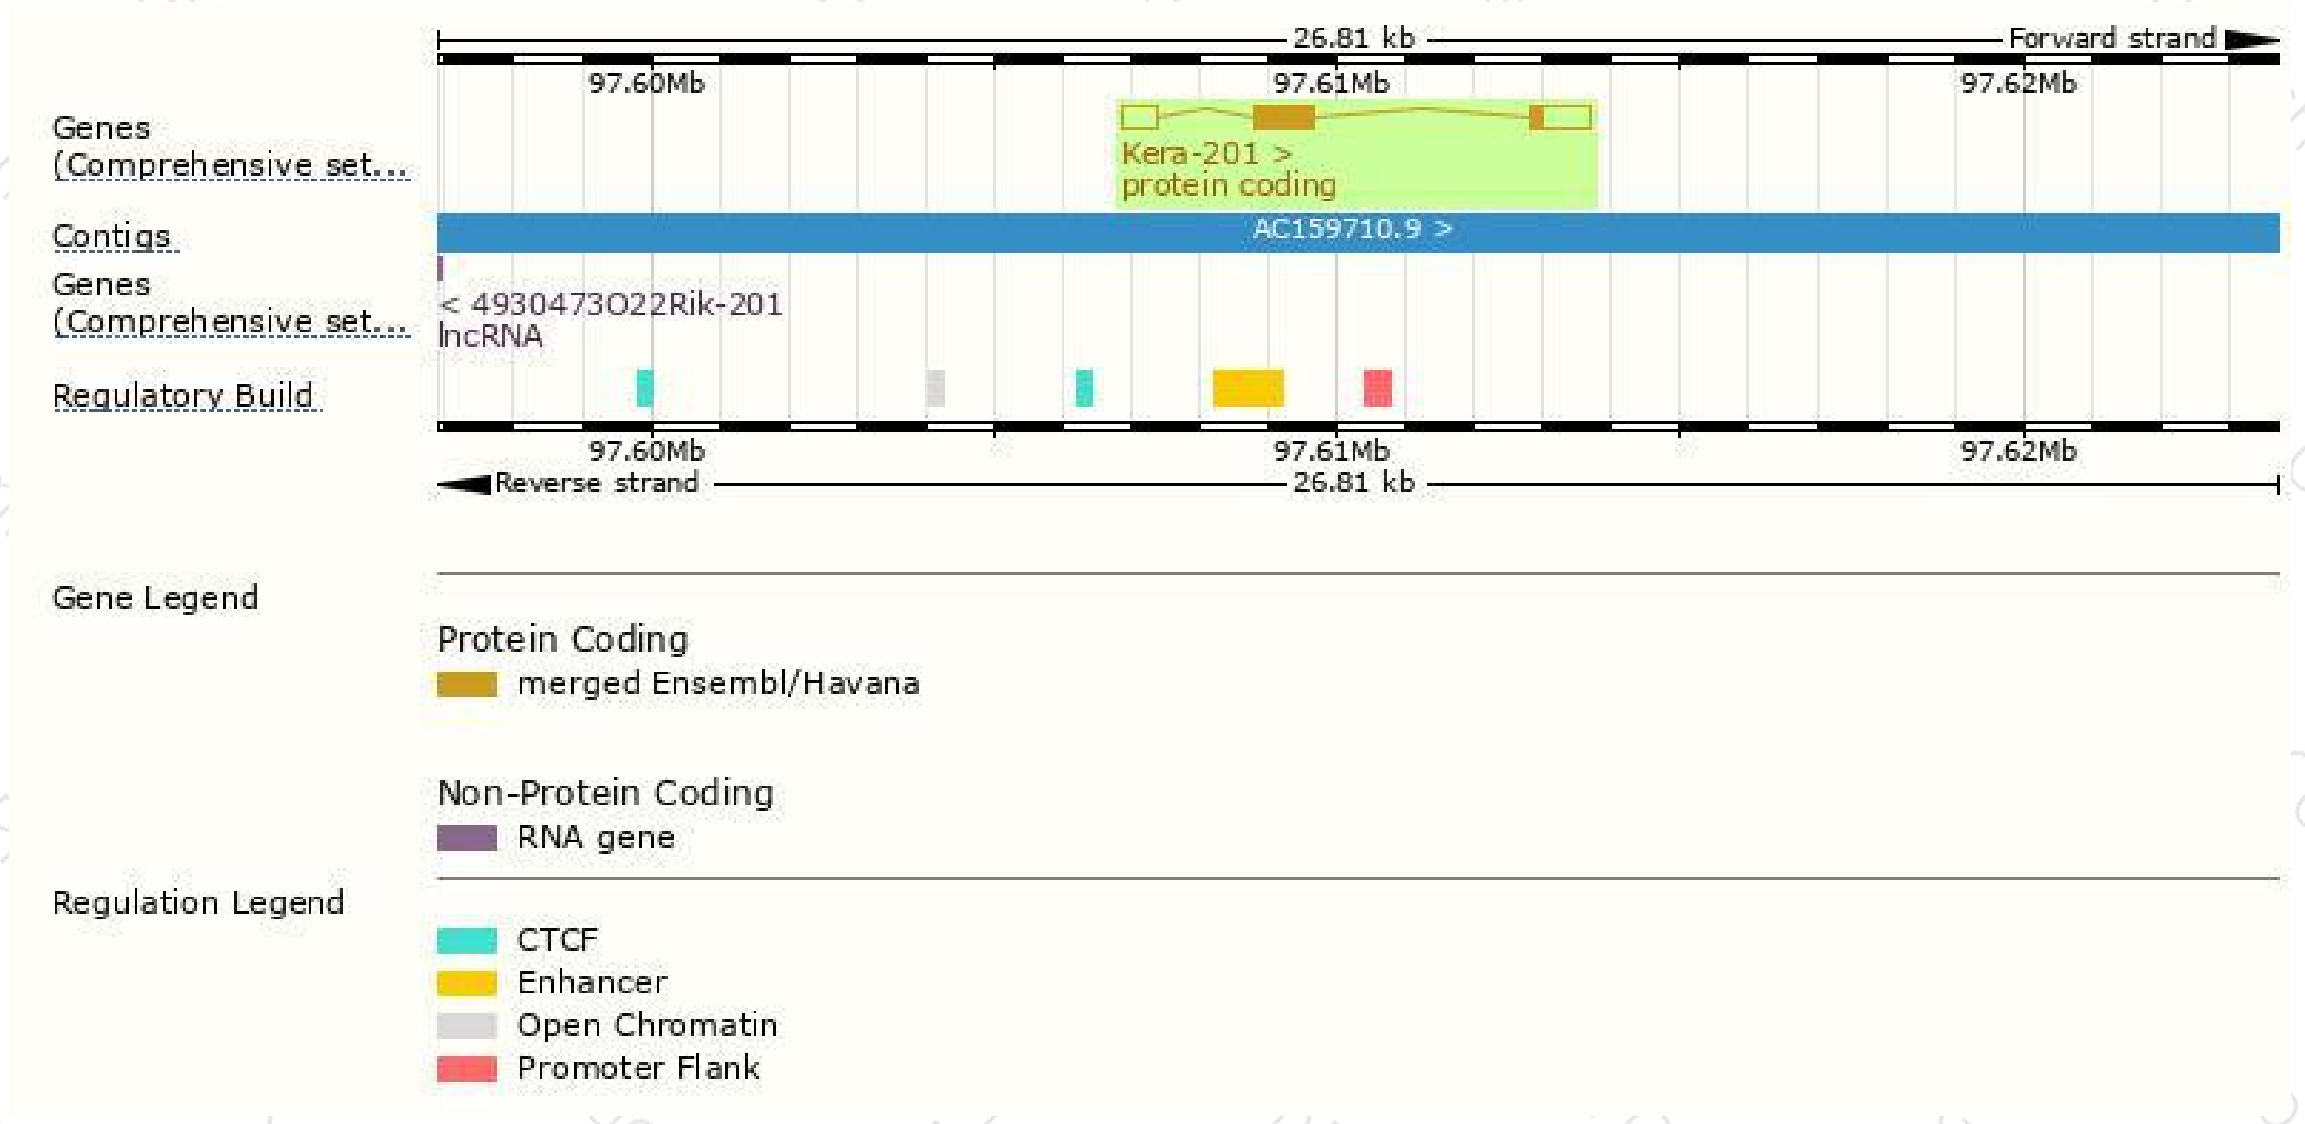 26.81 kb Forward strand
97.60Mb 97.61Mb 97.62Mb
Genes
(Comprehensive set...
Kera-201 >
protein coding
Contigs
AC159710.9 >
Genes
(Comprehensive set...
< 4930473O22Rik-201
lncRNA
Regulatory Build
97.60Mb 97.61Mb 97.62Mb
Reverse strand 26.81 kb
Gene Legend
Protein Coding
merged Ensembl/Havana
Non-Protein Coding
RNA gene
Regulation Legend
CTCF
Enhancer
Open Chromatin
Promoter Flank